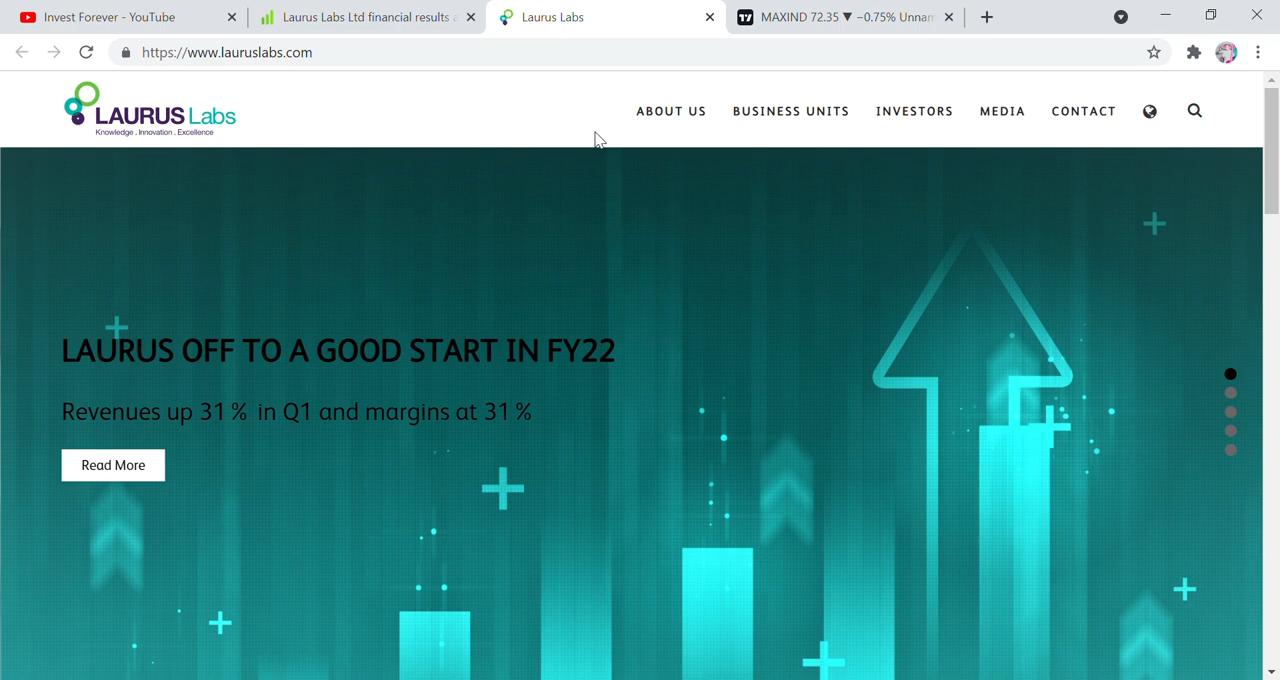 Invest Forever - YouTube
Laurus Labs Ltd financial results a
Laurus Labs
MAXIND 72.35 ▼ −0.75% Unnam
https://www.lauruslabs.com
LAURUS Labs
Knowledge . Innovation . Excellence
ABOUT US
BUSINESS UNITS
INVESTORS
MEDIA
CONTACT
LAURUS OFF TO A GOOD START IN FY22
Revenues up 31% in Q1 and margins at 31%
Read More